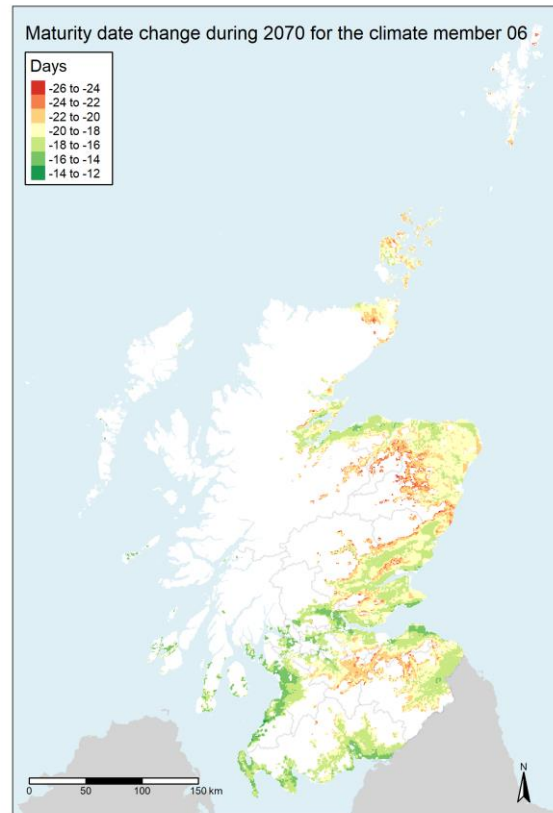 Maturity date change during 2070 for the climate member 06
Days
-26 to -24
-24 to -22
-22 to -20
-20 to -18
-18 to -16
-16 to -14
-14 to -12
N
0 50 100 150 km